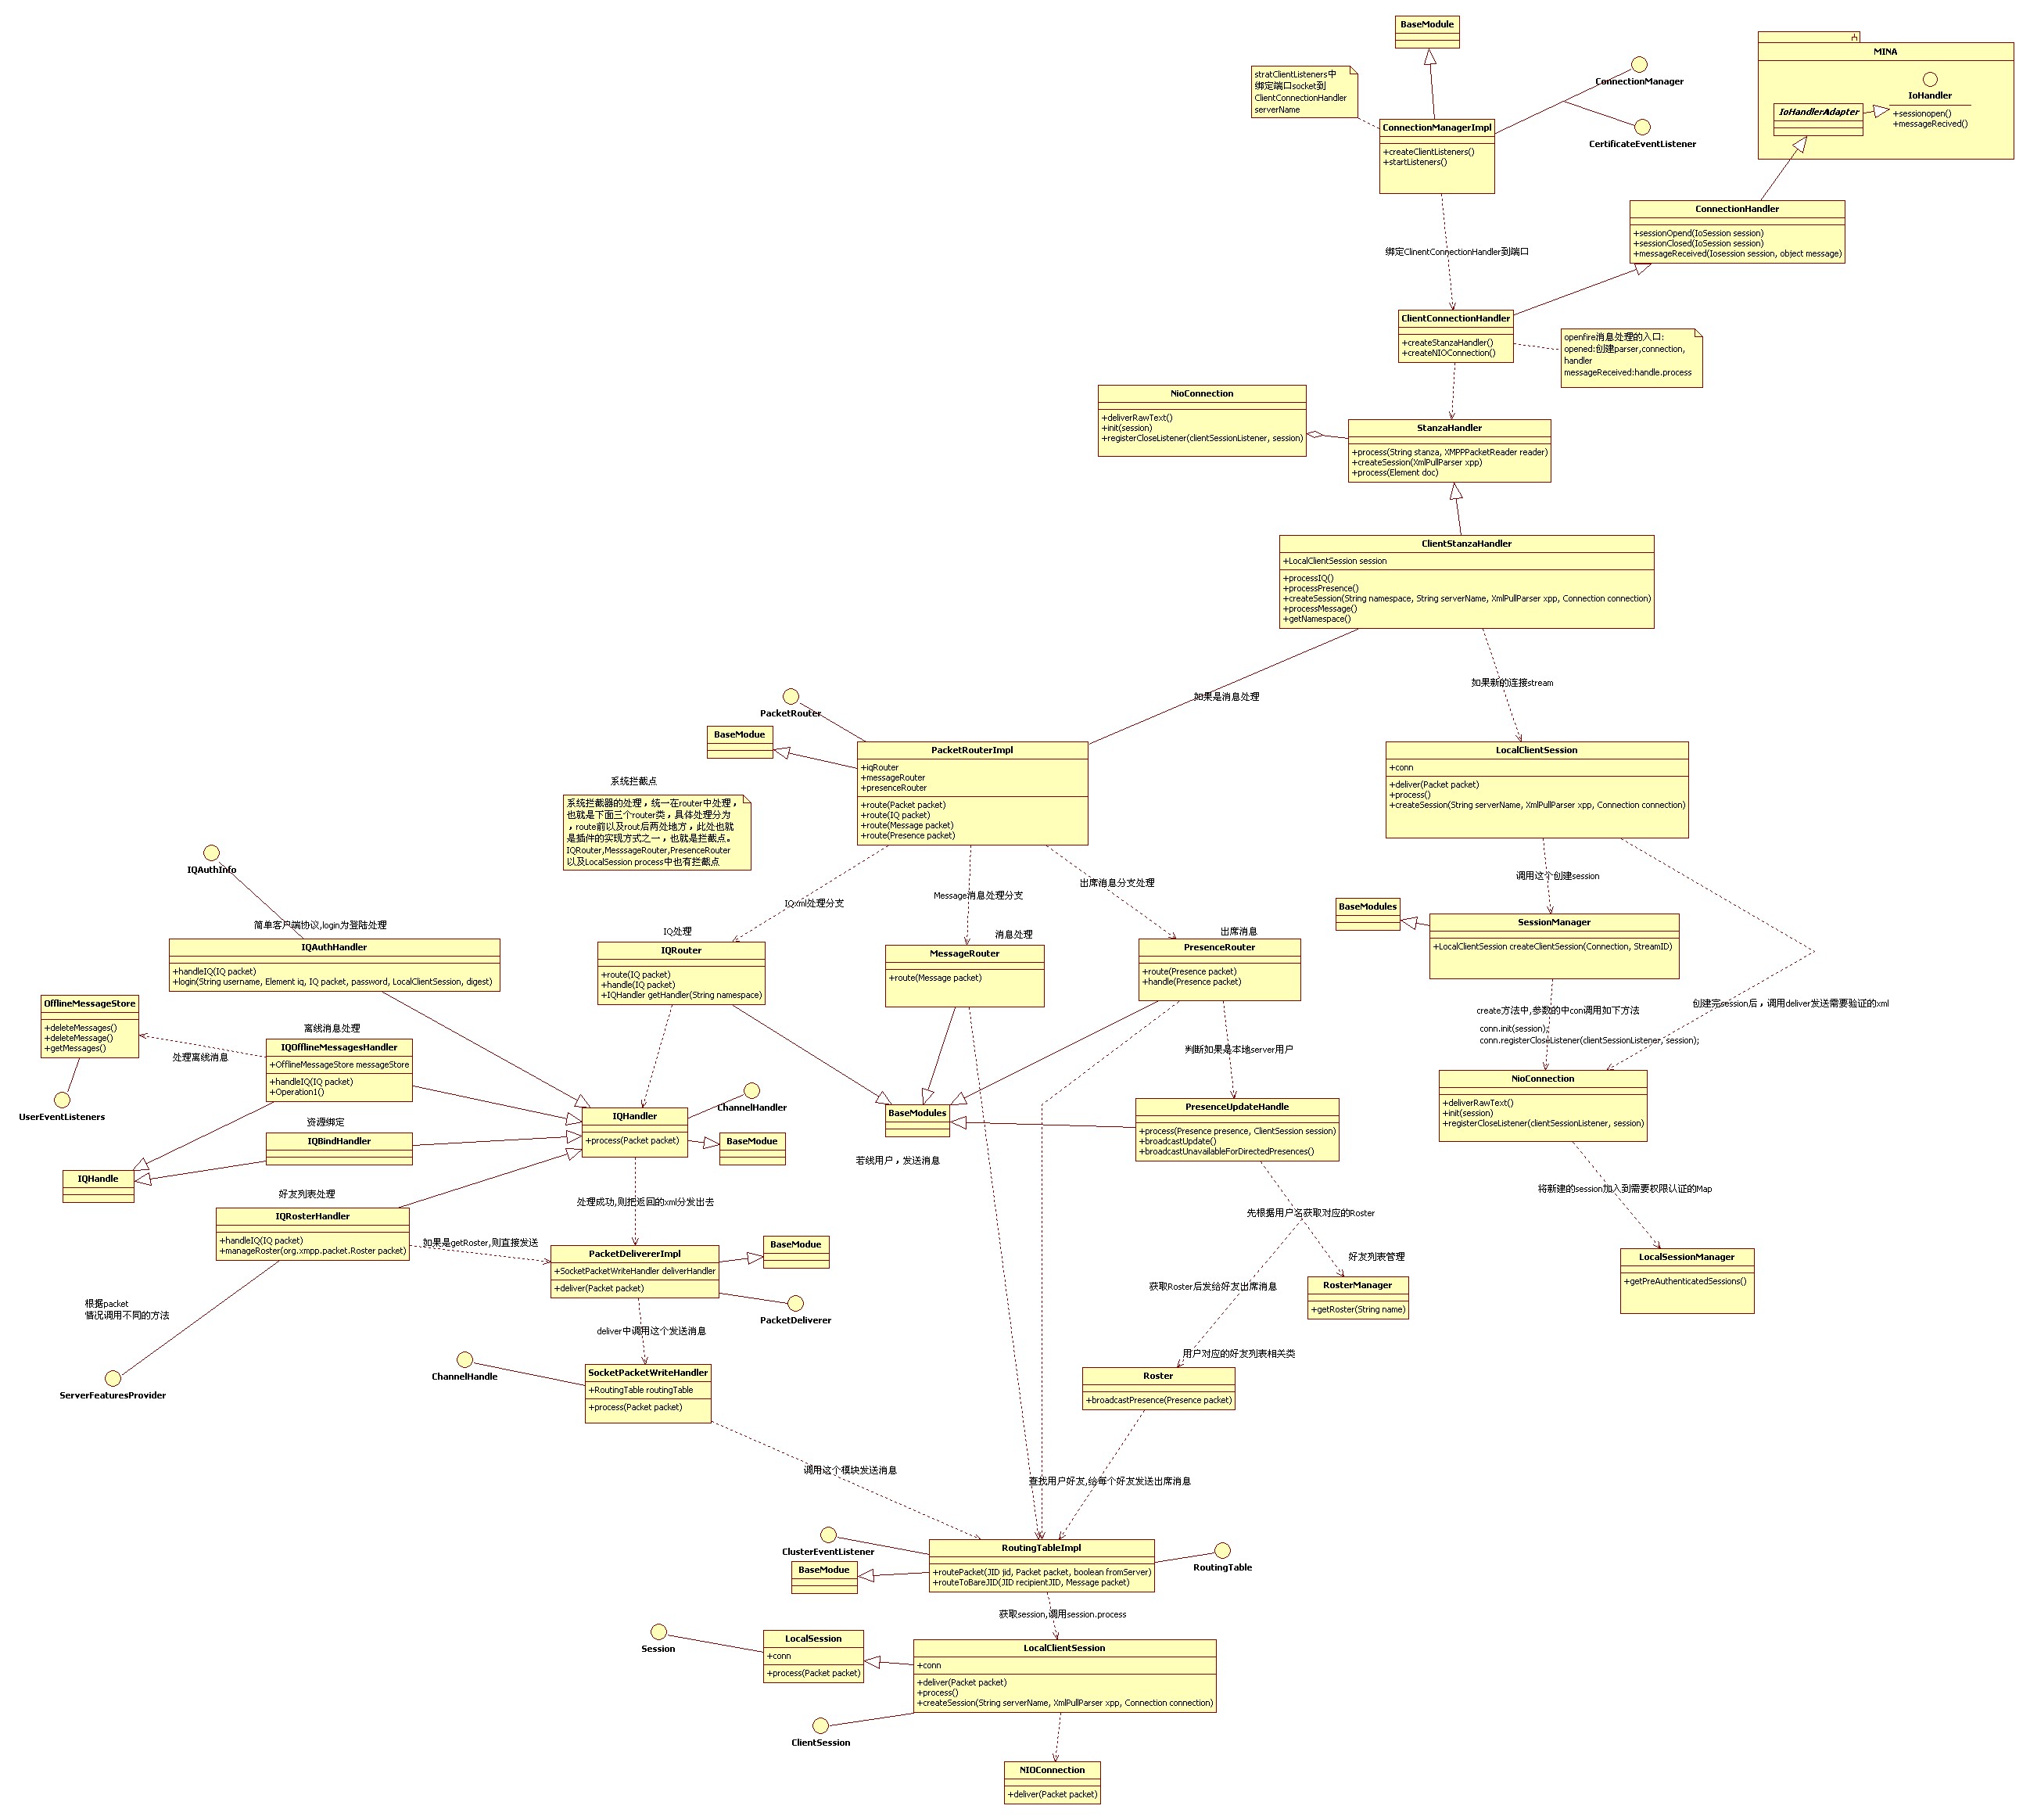 BaseModule
stratClientListeners中
绑定端口socket到
ClientConnectionHandler
serverName
ConnectionManager
CertificateEventListener
MINA
IoHandler
+sessionopen()
+messageRecived()
IoHandlerAdapter
ConnectionManagerImpl
+createClientListeners()
+startListeners()
ConnectionHandler
+sessionOpend(IoSession session)
+sessionClosed(IoSession session)
+messageReceived(Iosession session, object message)
绑定ClinentConnectionHandler到端口
ClientConnectionHandler
+createStanzaHandler()
+createNIOConnection()
openfire消息处理的入口:
opened:创建parser,connection,
handler
messageReceived:handle.process
NioConnection
+deliverRawText()
+init(session)
+registerCloseListener(clientSessionListener, session)
StanzaHandler
+process(String stanza, XMPPPacketReader reader)
+createSession(XmlPullParser xpp)
+process(Element doc)
ClientStanzaHandler
+LocalClientSession session
+processIQ()
+processPresence()
+createSession(String namespace, String serverName, XmlPullParser xpp, Connection connection)
+processMessage()
+getNamespace()
如果是消息处理
如果新的连接stream
PacketRouter
BaseModue
PacketRouterImpl
+iqRouter
+messageRouter
+presenceRouter
+route(Packet packet)
+route(IQ packet)
+route(Message packet)
+route(Presence packet)
LocalClientSession
+conn
+deliver(Packet packet)
+process()
+createSession(String serverName, XmlPullParser xpp, Connection connection)
系统拦截点
系统拦截器的处理，统一在router中处理，
也就是下面三个router类，具体处理分为
，route前以及rout后两处地方，此处也就
是插件的实现方式之一，也就是拦截点。
IQRouter,MesssageRouter,PresenceRouter
以及LocalSession process中也有拦截点
IQAuthInfo
简单客户端协议,login为登陆处理
IQAuthHandler
+handleIQ(IQ packet)
+login(String username, Element iq, IQ packet, password, LocalClientSession, digest)
IQxml处理分支
Message消息处理分支
出席消息分支处理
调用这个创建session
IQ处理
IQRouter
+route(IQ packet)
+handle(IQ packet)
+IQHandler getHandler(String namespace)
消息处理
MessageRouter
+route(Message packet)
出席消息
PresenceRouter
+route(Presence packet)
+handle(Presence packet)
BaseModules
SessionManager
+LocalClientSession createClientSession(Connection, StreamID)
create方法中,参数的中con调用如下方法
conn.init(session);
conn.registerCloseListener(clientSessionListener, session);
创建完session后，调用deliver发送需要验证的xml
OfflineMessageStore
+deleteMessages()
+deleteMessage()
+getMessages()
处理离线消息
离线消息处理
IQOfflineMessagesHandler
+OfflineMessageStore messageStore
+handleIQ(IQ packet)
+Operation1()
UserEventListeners
判断如果是本地server用户
NioConnection
+deliverRawText()
+init(session)
+registerCloseListener(clientSessionListener, session)
资源绑定
IQBindHandler
IQHandler
+process(Packet packet)
ChannelHandler
BaseModue
BaseModules
PresenceUpdateHandle
+process(Presence presence, ClientSession session)
+broadcastUpdate()
+broadcastUnavailableForDirectedPresences()
若线用户，发送消息
IQHandle
好友列表处理
IQRosterHandler
+handleIQ(IQ packet)
+manageRoster(org.xmpp.packet.Roster packet)
处理成功,则把返回的xml分发出去
如果是getRoster,则直接发送
PacketDelivererImpl
+SocketPacketWriteHandler deliverHandler
+deliver(Packet packet)
BaseModue
PacketDeliverer
将新建的session加入到需要权限认证的Map
先根据用户名获取对应的Roster
LocalSessionManager
+getPreAuthenticatedSessions()
好友列表管理
RosterManager
+getRoster(String name)
获取Roster后发给好友出席消息
根据packet
情况调用不同的方法
ServerFeaturesProvider
deliver中调用这个发送消息
ChannelHandle
SocketPacketWriteHandler
+RoutingTable routingTable
+process(Packet packet)
用户对应的好友列表相关类
Roster
+broadcastPresence(Presence packet)
调用这个模块发送消息
查找用户好友,给每个好友发送出席消息
ClusterEventListener
BaseModue
RoutingTableImpl
+routePacket(JID jid, Packet packet, boolean fromServer)
+routeToBareJID(JID recipientJID, Message packet)
RoutingTable
获取session,调用session.process
Session
LocalSession
+conn
+process(Packet packet)
LocalClientSession
+conn
+deliver(Packet packet)
+process()
+createSession(String serverName, XmlPullParser xpp, Connection connection)
ClientSession
NIOConnection
+deliver(Packet packet)